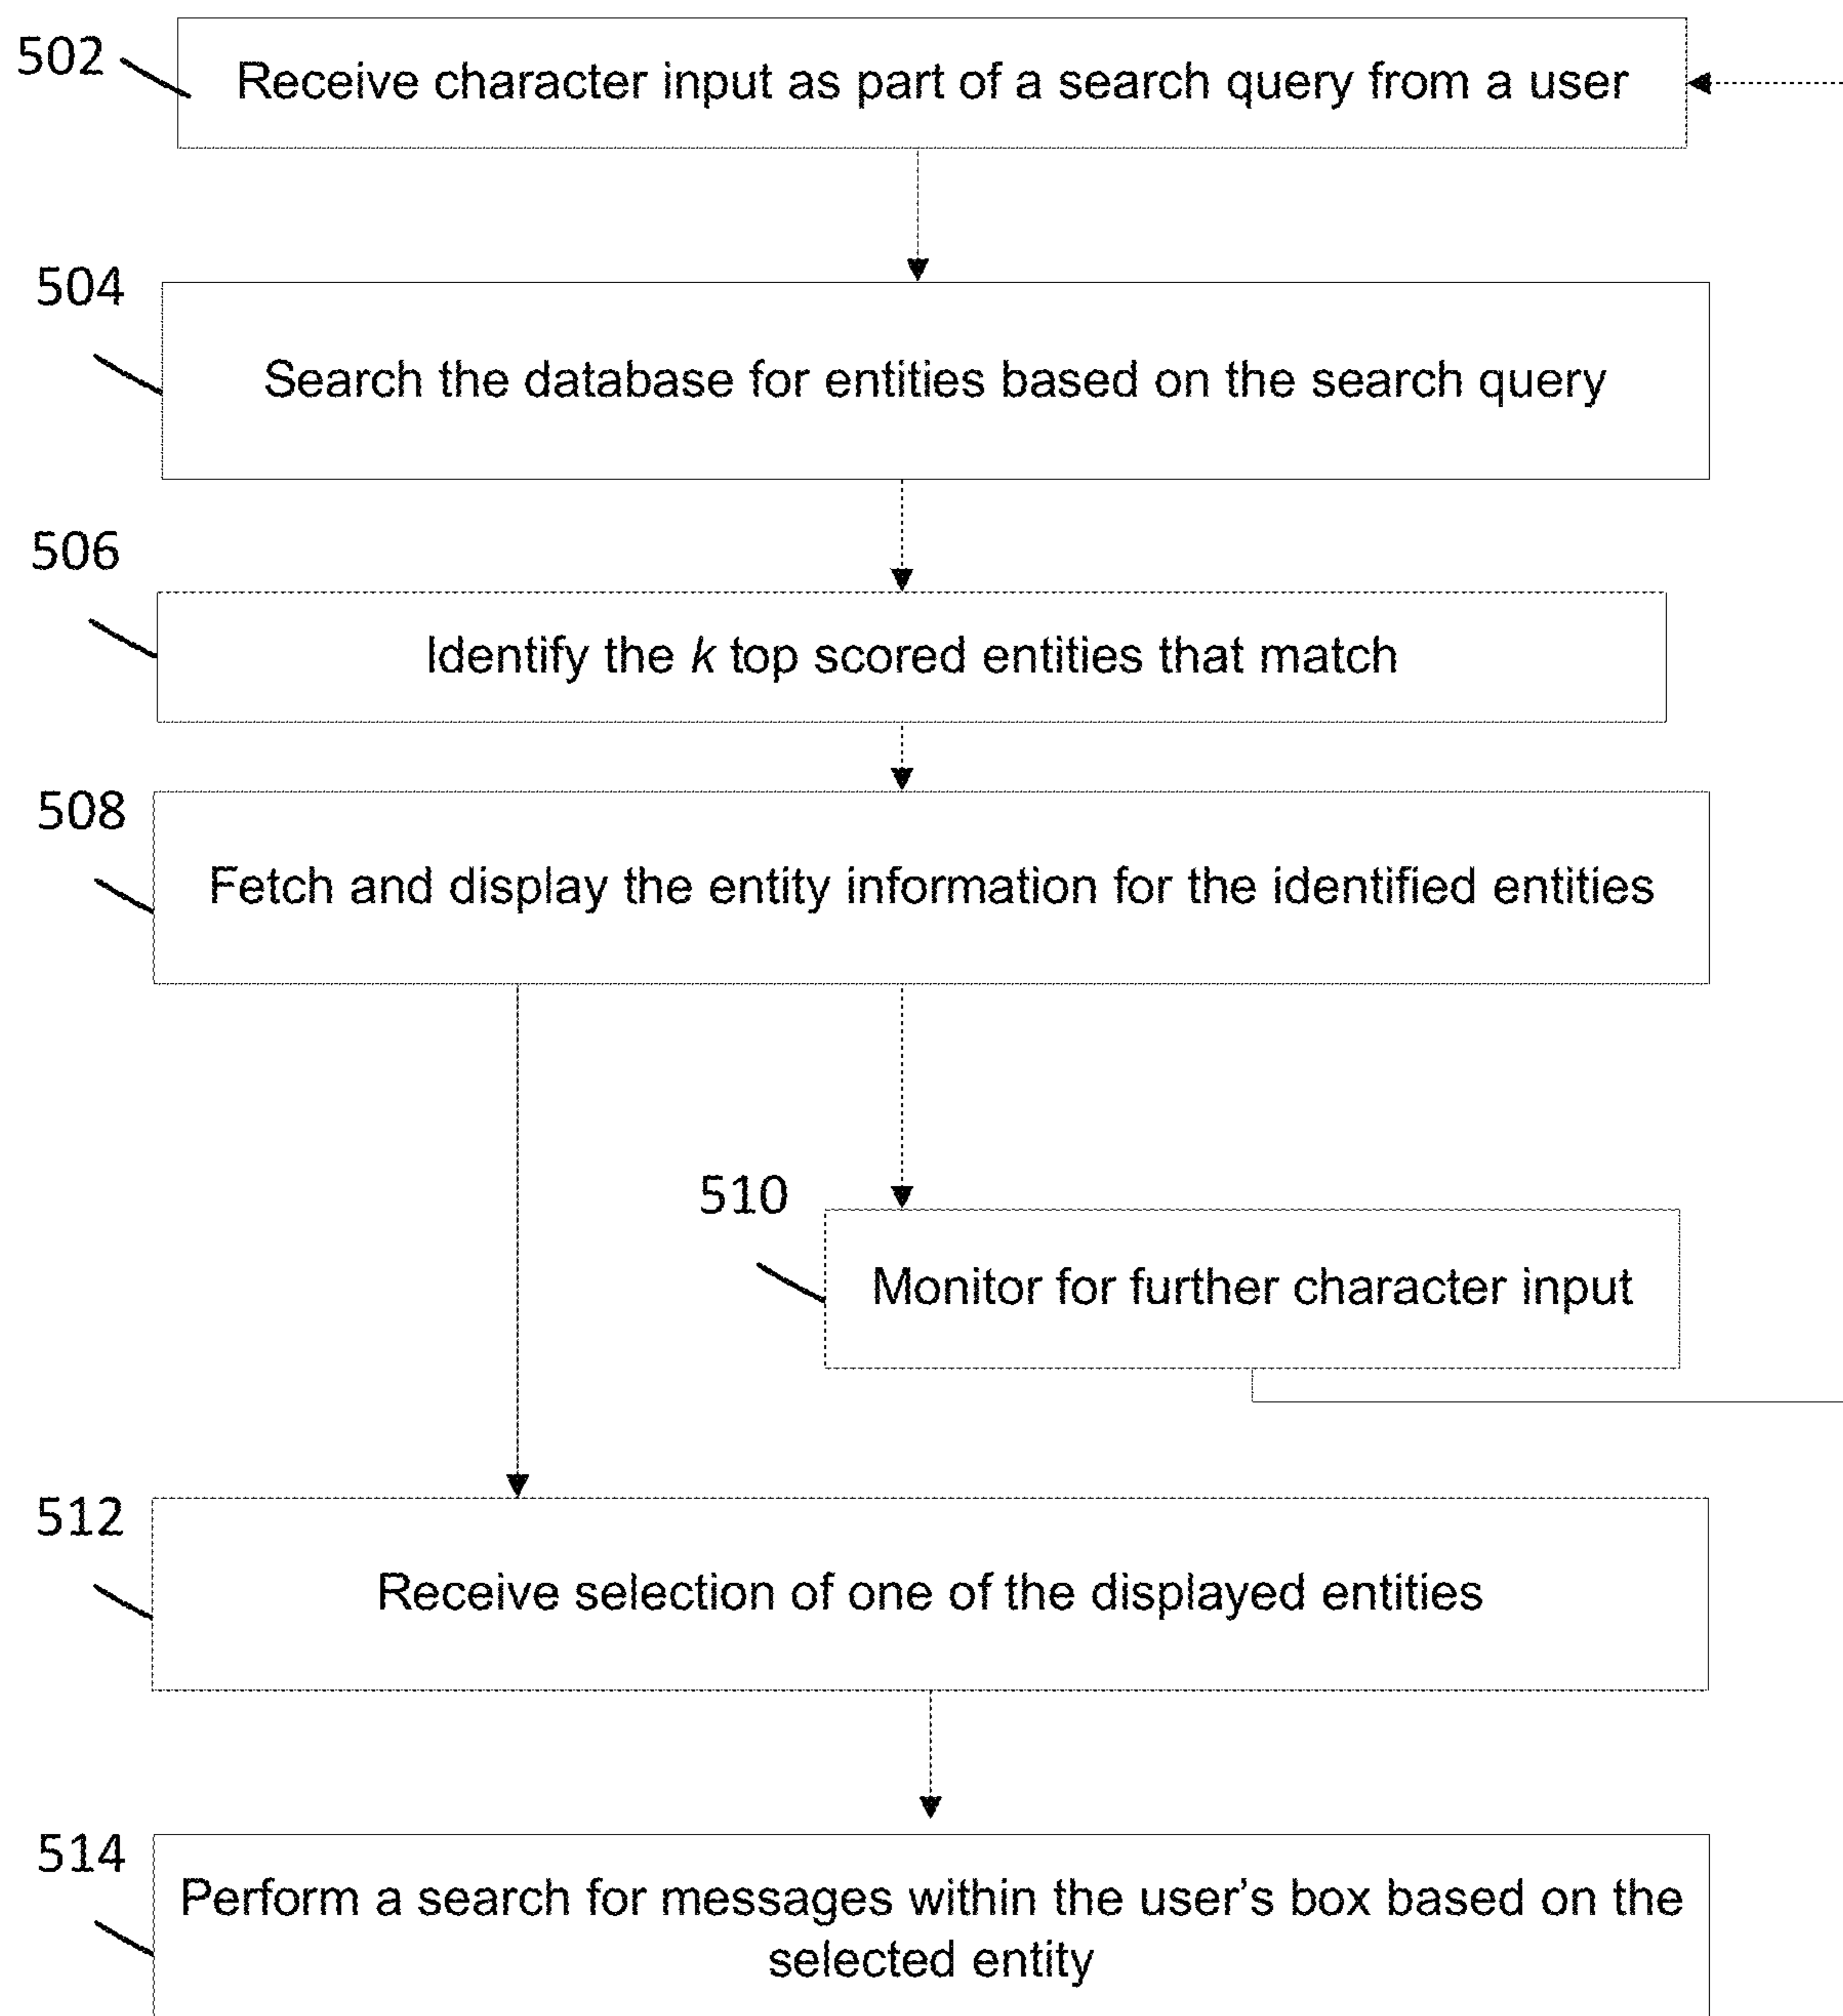 502
Receive character input as part of a search query from a user
504
Search the database for entities based on the search query
506
Identify the k top scored entities that match
508
Fetch and display the entity information for the identified entities
510
Monitor for further character input
512
Receive selection of one of the displayed entities
514
Perform a search for messages within the user's box based on the
selected entity